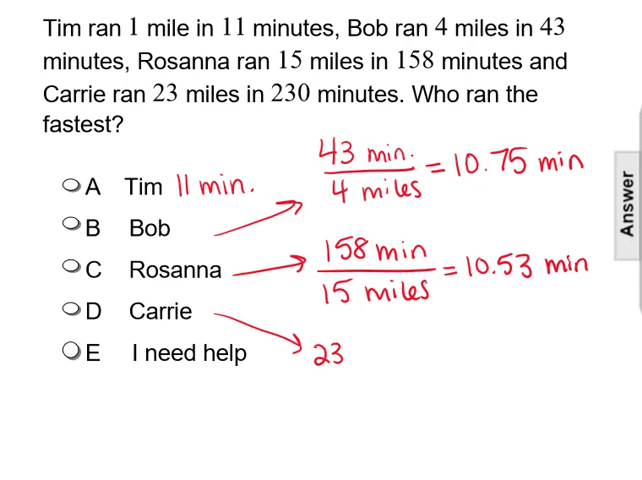 Tim ran 1 mile in 11 minutes, Bob ran 4 miles in 43
minutes, Rosanna ran 15 miles in 158 minutes and
Carrie ran 23 miles in 230 minutes. Who ran the
fastest?
A Tim 11 min.
43 min. / 4 miles = 10.75 min
B Bob
C Rosanna
158 min / 15 miles = 10.53 min
D Carrie
E I need help
23
Answer